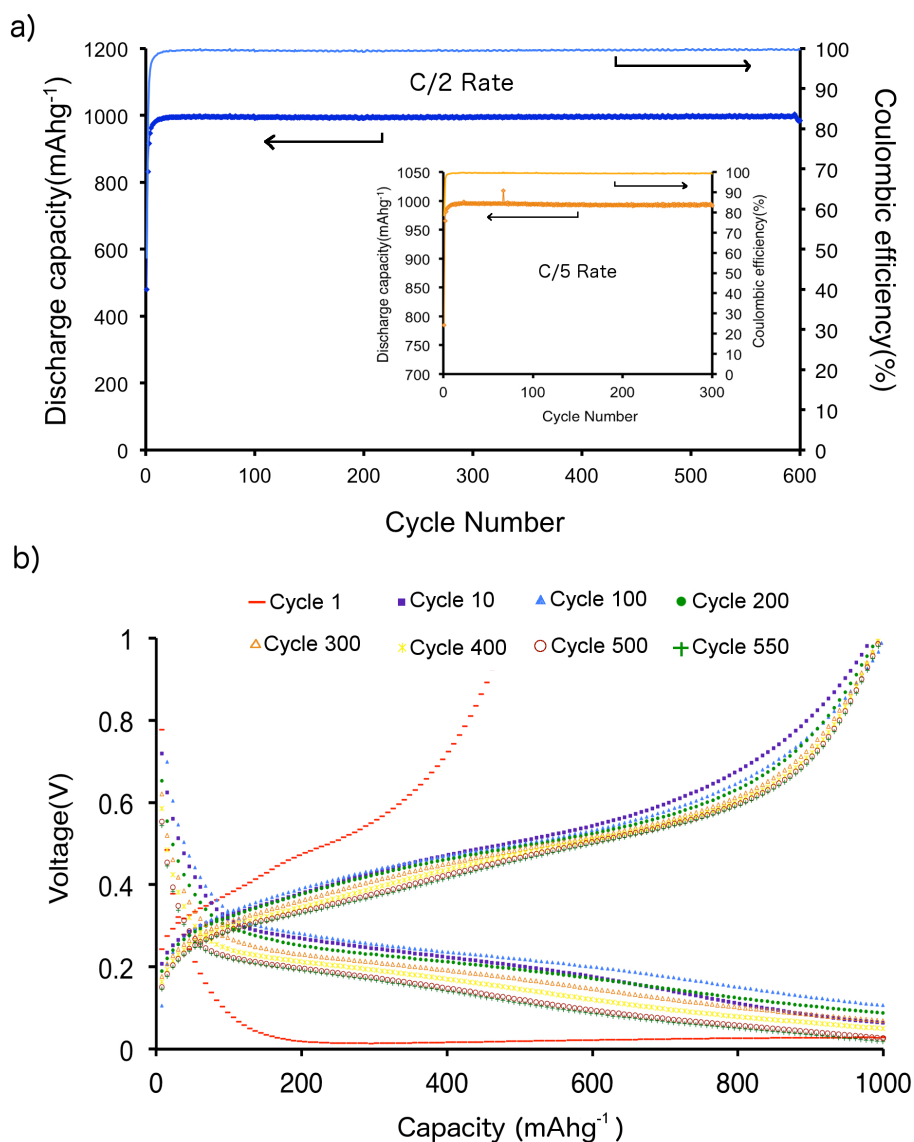 a)
1200
1000
800
600
400
200
0
Discharge capacity(mAhg-1)
C/2 Rate
100
90
80
70
60
50
40
30
20
10
0
Coulombic efficiency(%)
0 100 200 300 400 500 600
Cycle Number
1050
1000
950
900
850
800
750
700
Discharge capacity(mAhg-1)
C/5 Rate
100
90
80
70
60
50
40
30
20
10
0
Coulombic efficiency(%)
0 100 200 300
Cycle Number
b)
Cycle 1 Cycle 10 Cycle 100 Cycle 200
Cycle 300 Cycle 400 Cycle 500 Cycle 550
1
0.8
0.6
0.4
0.2
0
Voltage(V)
0 200 400 600 800 1000
Capacity (mAhg-1 )